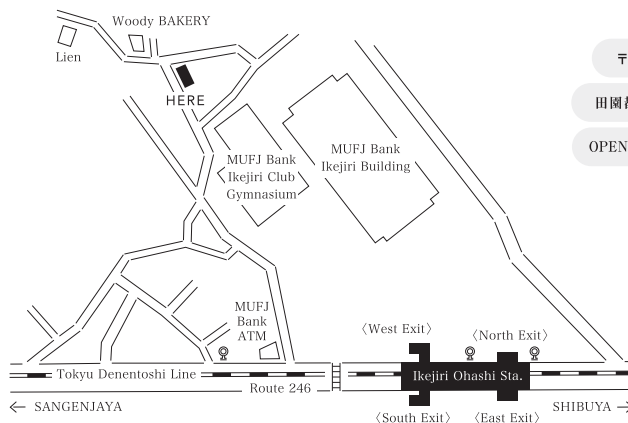 Woody BAKERY
Lien
HERE
〒
田園
OPEN
MUFJ Bank
Ikejiri Club
Gymnasium
MUFJ Bank
Ikejiri Building
MUFJ
Bank
ATM
〈West Exit〉
〈North Exit〉
Tokyu Denentoshi Line
Ikejiri Ohashi Sta.
Route 246
← SANGENJAYA
〈South Exit〉
〈East Exit〉
SHIBUYA →